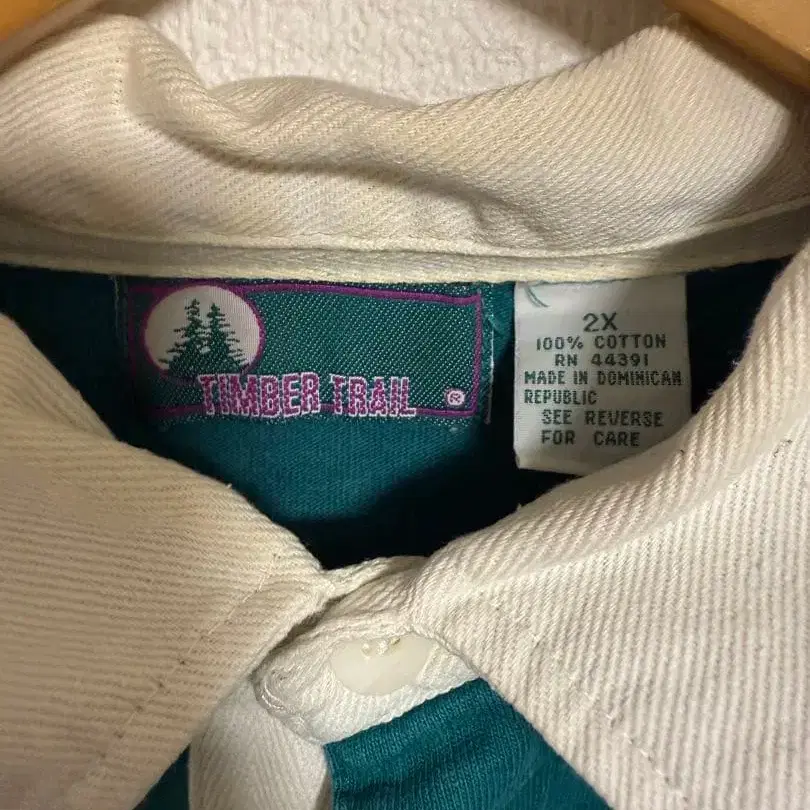 TIMBER TRAIL ®
2X
100% COTTON
RN 44391
MADE IN DOMINICAN
REPUBLIC
SEE REVERSE
FOR CARE